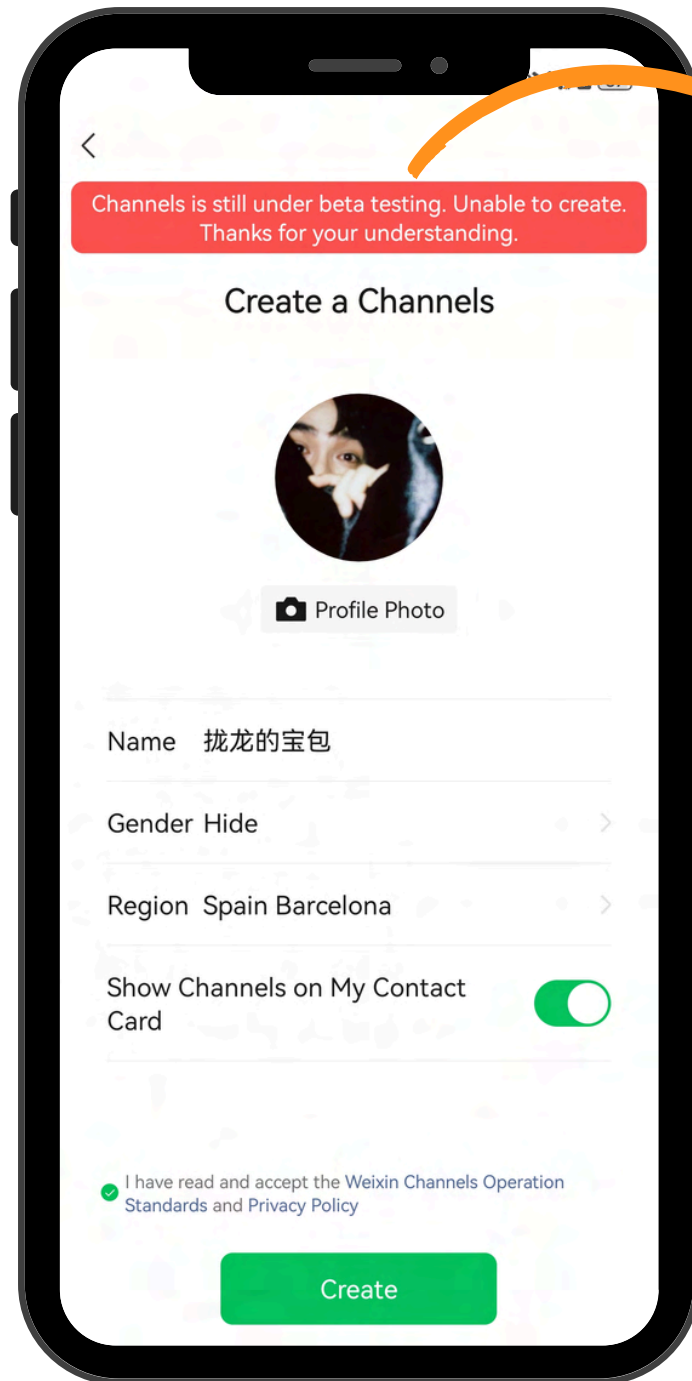 Channels is still under beta testing. Unable to create.
Thanks for your understanding.
Create a Channels
Profile Photo
Name 拢龙的宝包
Gender Hide
Region Spain Barcelona
Show Channels on My Contact
Card
I have read and accept the Weixin Channels Operation
Standards and Privacy Policy
Create